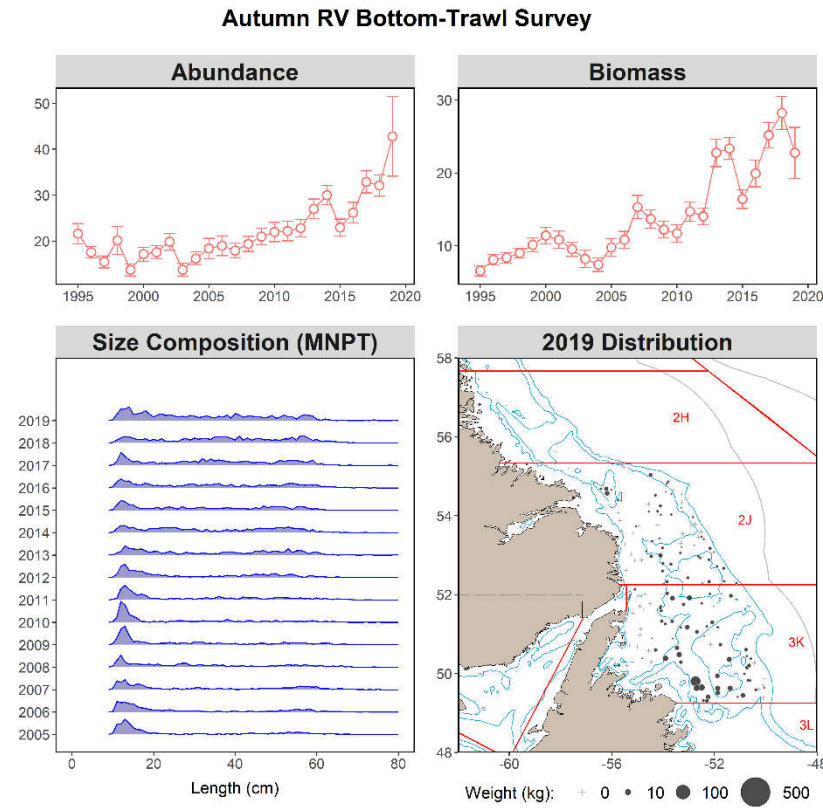 Autumn RV Bottom-Trawl Survey
Abundance
50
40
30
20
1995 2000 2005 2010 2015 2020
Biomass
30
20
10
1995 2000 2005 2010 2015 2020
Size Composition (MNPT)
2019
2018
2017
2016
2015
2014
2013
2012
2011
2010
2009
2008
2007
2006
2005
0 20 40 60 80
Length (cm)
2019 Distribution
58
56
54
52
50
48
2H
2J
3K
3L
-60 -56 -52 -48
Weight (kg): 0 10 100 500